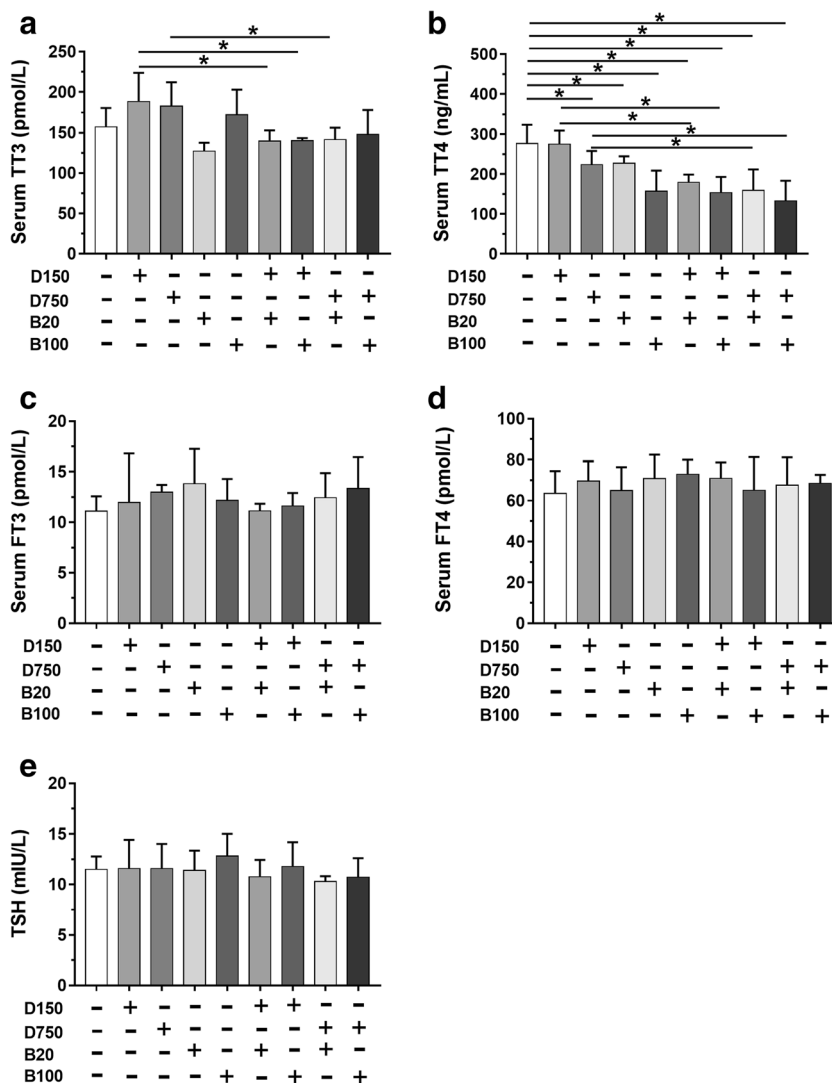 a
Serum TT3 (pmol/L)
* 
*
*
250
200
150
100
50
0
D150 − + − − − + + − −
D750 − − + − − − − + +
B20 − − − + − + − + −
B100 − − − − + − + − +
b
Serum TT4 (ng/mL)
*
*
*
*
*
*
*
*
*
*
500
400
300
200
100
0
D150 − + − − − + + − −
D750 − − + − − − − + +
B20 − − − + − + − + −
B100 − − − − + − + − +
c
Serum FT3 (pmol/L)
20
15
10
5
0
D150 − + − − − + + − −
D750 − − + − − − − + +
B20 − − − + − + − + −
B100 − − − − + − + − +
d
Serum FT4 (pmol/L)
100
80
60
40
20
0
D150 − + − − − + + − −
D750 − − + − − − − + +
B20 − − − + − + − + −
B100 − − − − + − + − +
e
TSH (mIU/L)
20
15
10
5
0
D150 − + − − − + + − −
D750 − − + − − − − + +
B20 − − − + − + − + −
B100 − − − − + − + − +